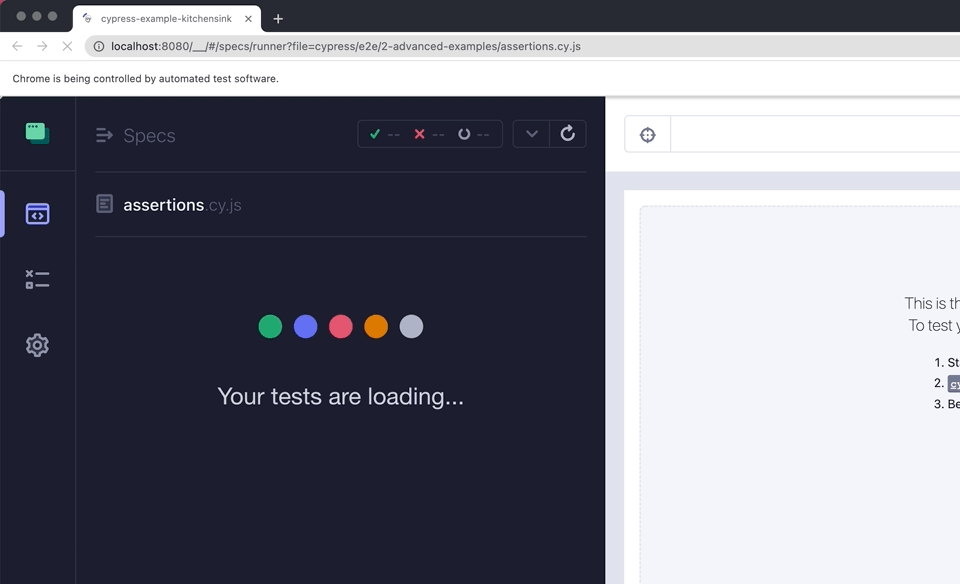 cypress-example-kitchensink
localhost:8080/__/#/specs/runner?file=cypress/e2e/2-advanced-examples/assertions.cy.js
Chrome is being controlled by automated test software.
Specs
-- -- --
assertions.cy.js
Your tests are loading...
This is th
To test y
1. St
2. cy
3. Be